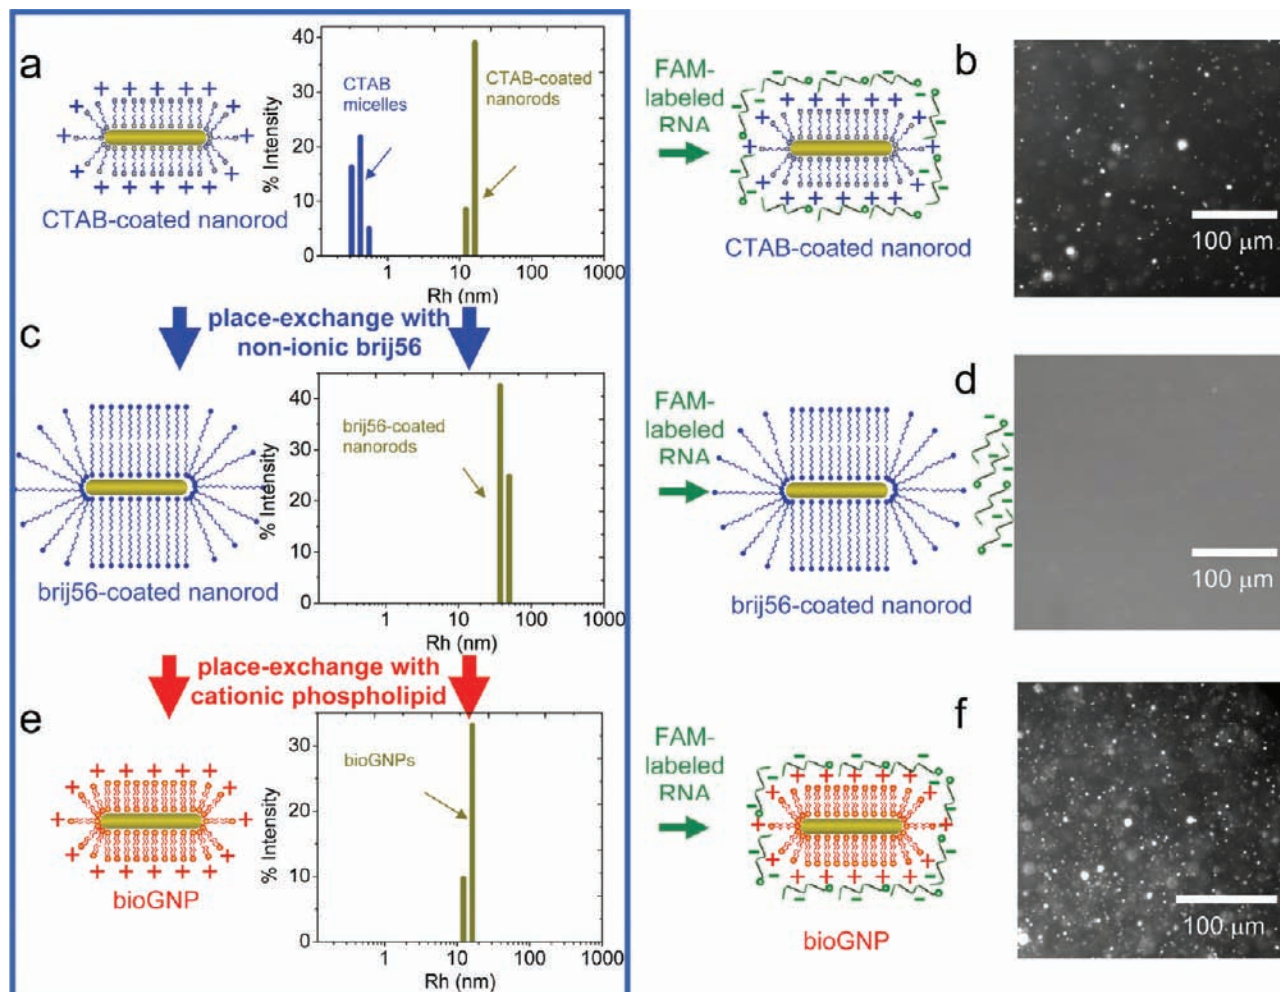 a
CTAB
micelles
CTAB-coated
nanorods
40
30
20
10
0
% Intensity
1
10
100
1000
Rh (nm)
CTAB-coated nanorod
FAM-
labeled
RNA
CTAB-coated nanorod
b
100 μm
place-exchange with
non-ionic brij56
c
brij56-coated
nanorods
40
30
20
10
0
% Intensity
1
10
100
1000
Rh (nm)
brij56-coated nanorod
FAM-
labeled
RNA
brij56-coated nanorod
d
100 μm
place-exchange with
cationic phospholipid
e
bioGNPs
30
20
10
0
% Intensity
1
10
100
1000
Rh (nm)
bioGNP
FAM-
labeled
RNA
bioGNP
f
100 μm